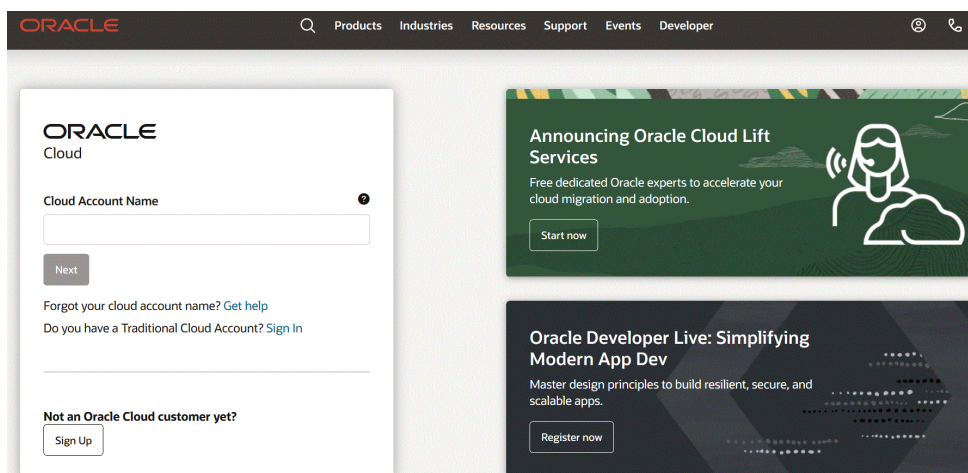 ORACLE
Products Industries Resources Support Events Developer
ORACLE
Cloud
Cloud Account Name
?
Next
Forgot your cloud account name? Get help
Do you have a Traditional Cloud Account? Sign In
Not an Oracle Cloud customer yet?
Sign Up
Announcing Oracle Cloud Lift
Services
Free dedicated Oracle experts to accelerate your
cloud migration and adoption.
Start now
Oracle Developer Live: Simplifying
Modern App Dev
Master design principles to build resilient, secure, and
scalable apps.
Register now